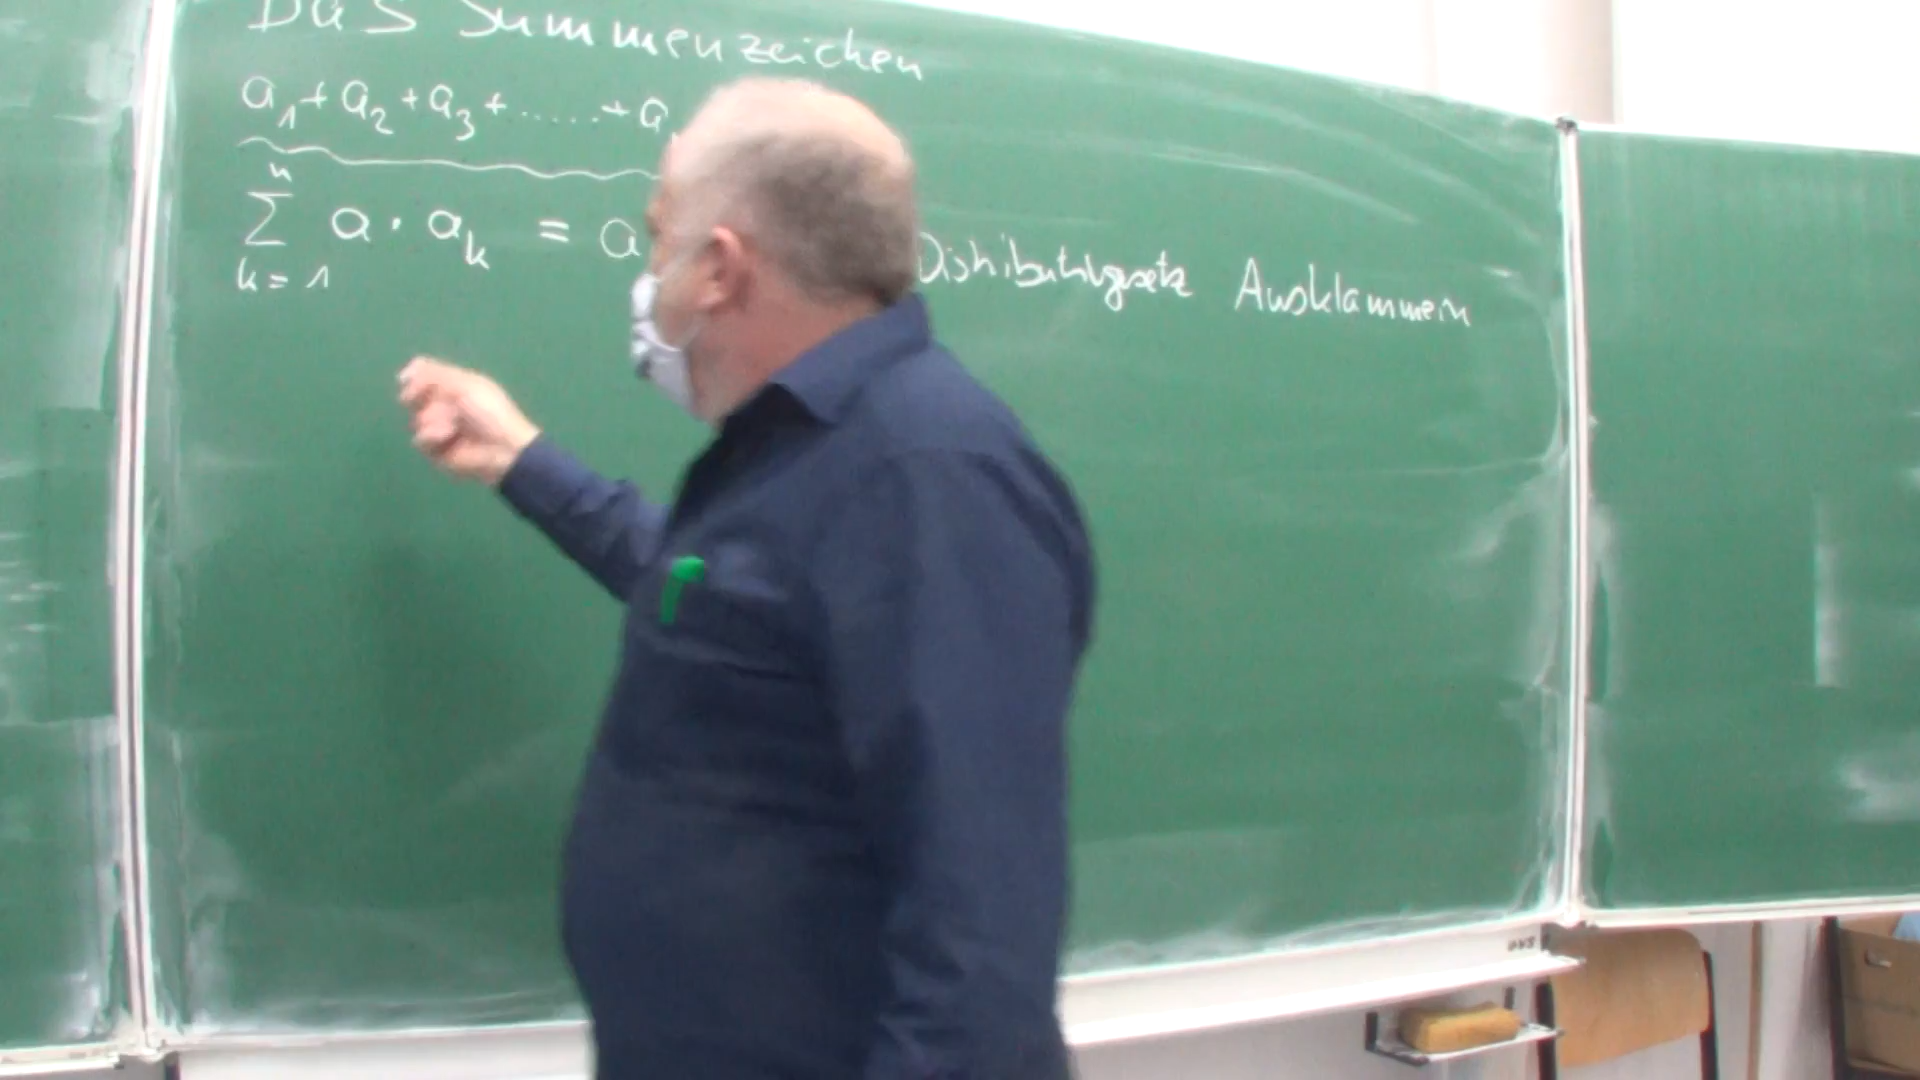 Das Summenzeichen
a₁ + a₂ + a₃ + ..... + a
n
∑ a · aₖ = a Distributivgesetz Ausklammern
k = 1